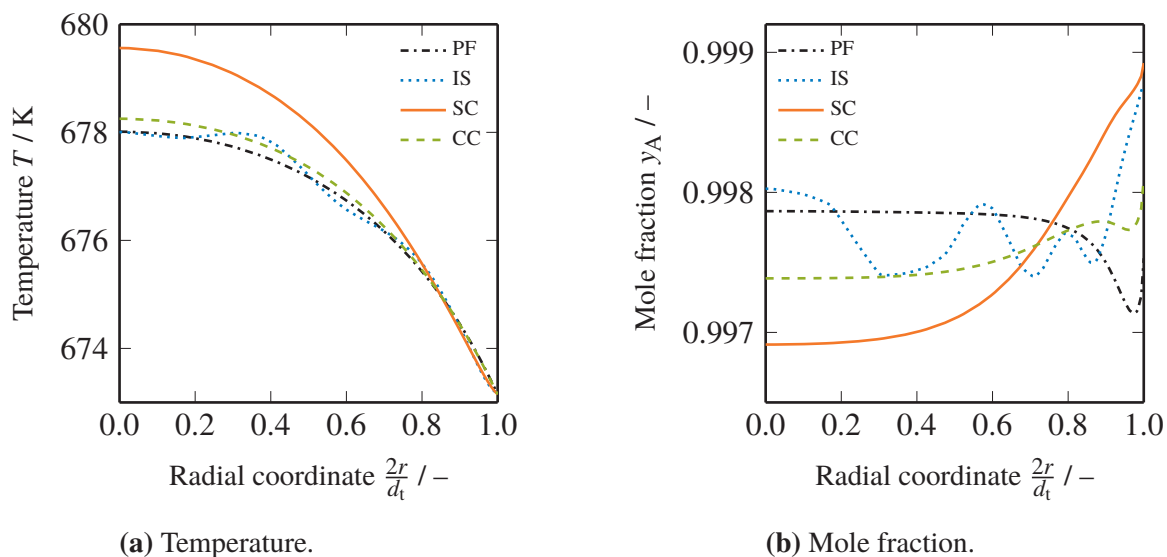 680
678
676
674
Temperature T / K
PF
IS
SC
CC
0.0 0.2 0.4 0.6 0.8 1.0
Radial coordinate 2r/dt / –
(a) Temperature.
0.999
0.998
0.997
Mole fraction yA / –
PF
IS
SC
CC
0.0 0.2 0.4 0.6 0.8 1.0
Radial coordinate 2r/dt / –
(b) Mole fraction.